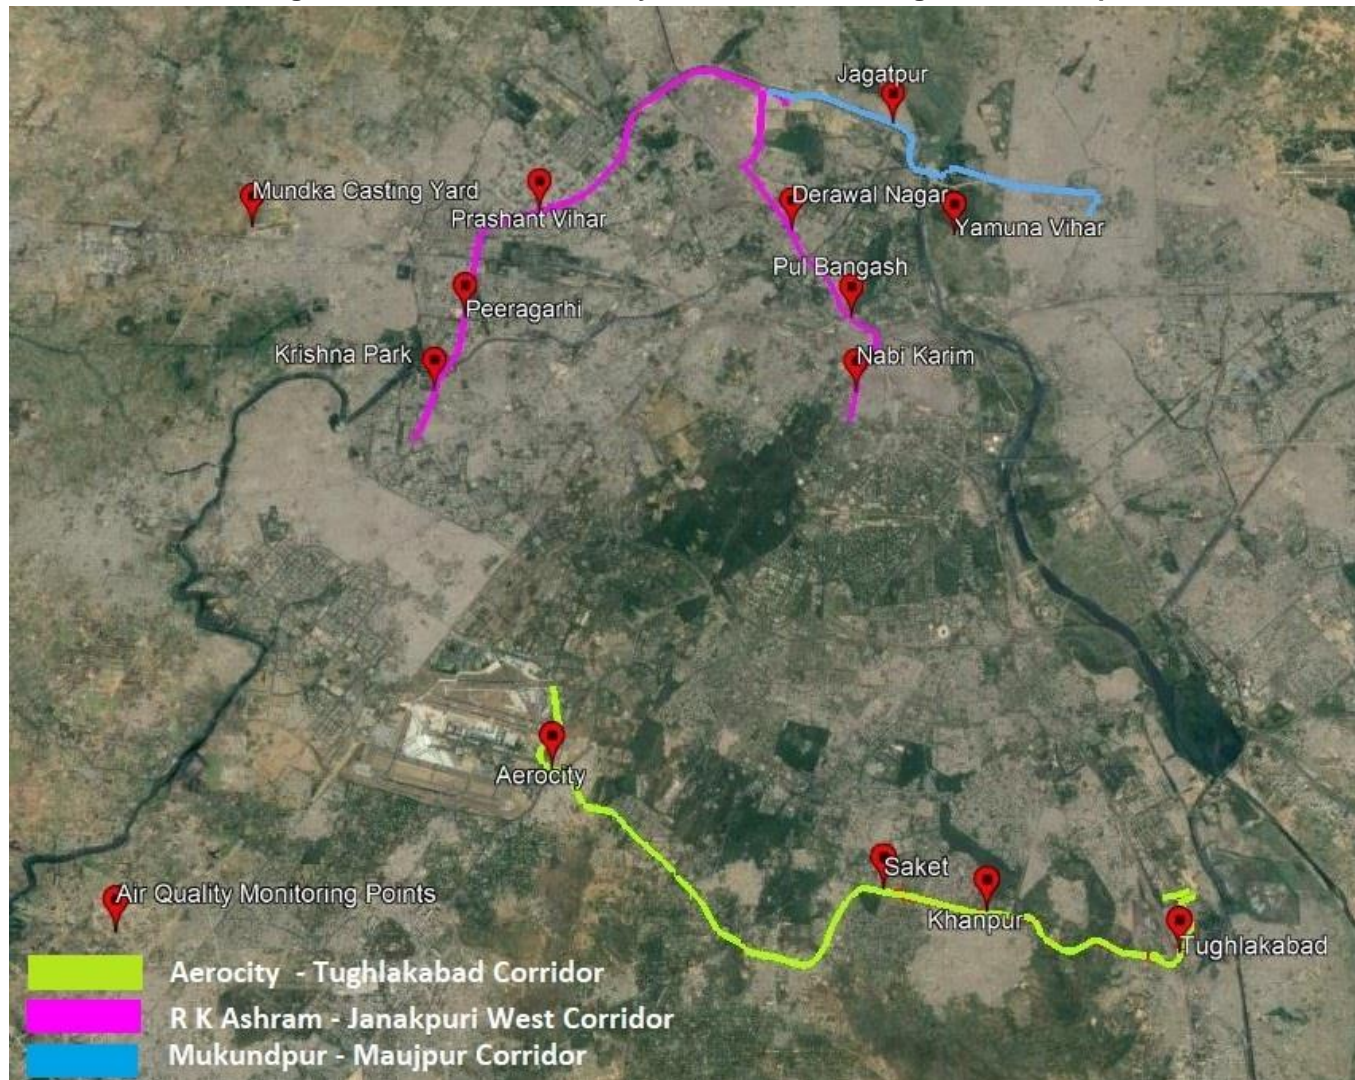 Jagatpur
Mundka Casting Yard
Prashant Vihar
Derawal Nagar
Yamuna Vihar
Pul Bangash
Peeragarhi
Krishna Park
Nabi Karim
Aerocity
Saket
Khanpur
Tughlakabad
Air Quality Monitoring Points
Aerocity - Tughlakabad Corridor
R K Ashram - Janakpuri West Corridor
Mukundpur - Maujpur Corridor